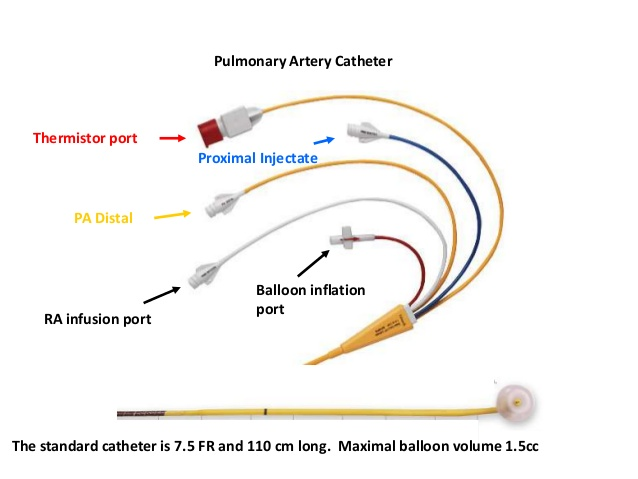 Pulmonary Artery Catheter
Thermistor port
Proximal Injectate
PA Distal
Balloon inflation
port
RA infusion port
The standard catheter is 7.5 FR and 110 cm long.  Maximal balloon volume 1.5cc